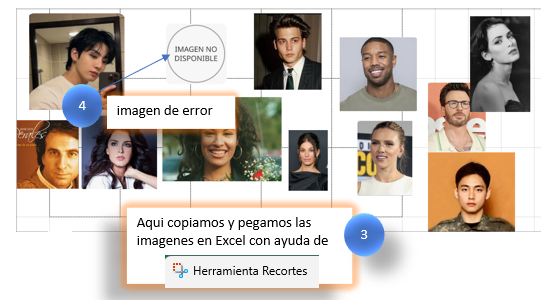 IMAGEN NO
DISPONIBLE
4
imagen de error
Perales
Aqui copiamos y pegamos las
imagenes en Excel con ayuda de
3
Herramienta Recortes